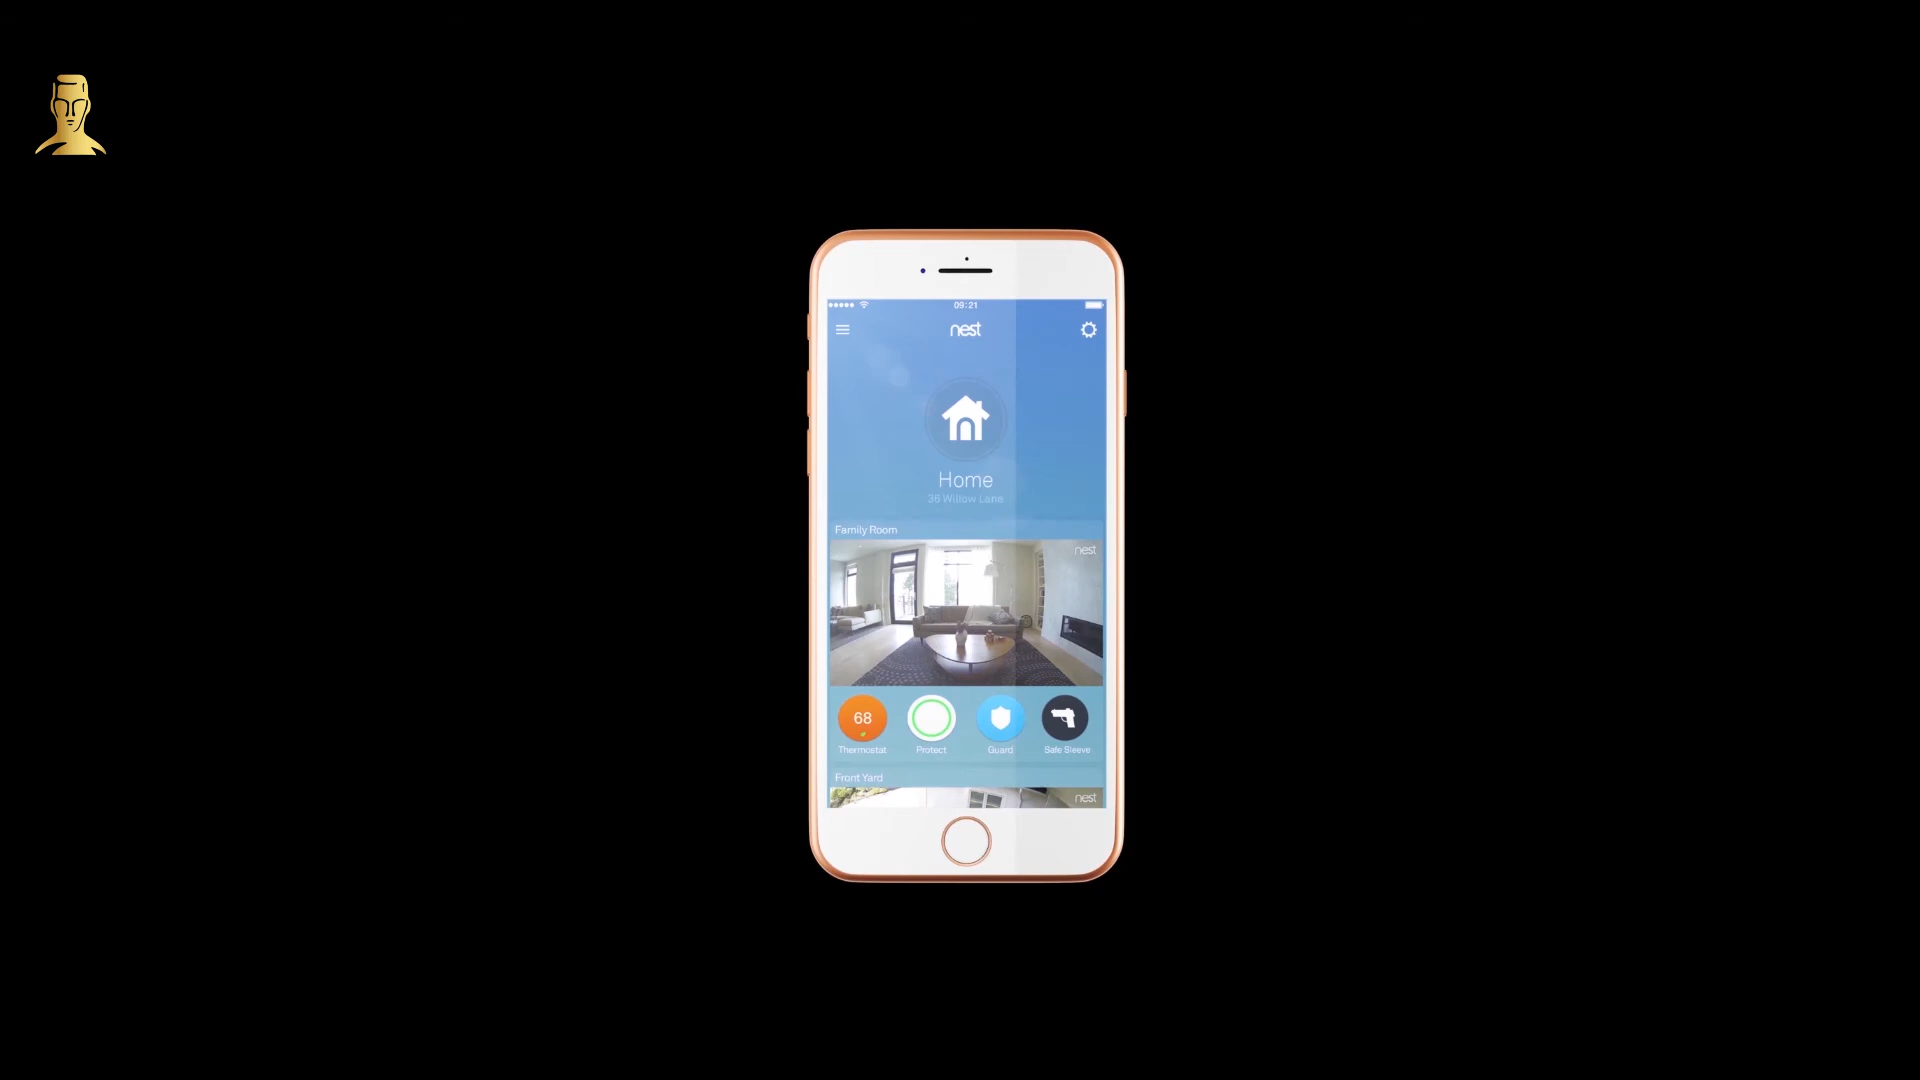 09:21
nest
Home
36 Willow Lane
Family Room
nest
68
Thermostat
Protect
Guard
Safe Sleeve
Front Yard
nest